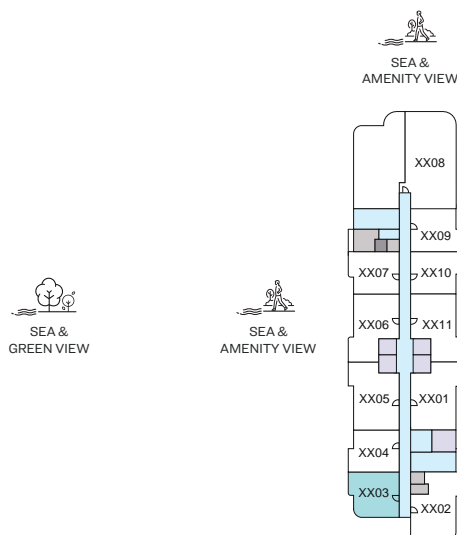 SEA &
AMENITY VIEW
XX08
XX09
XX07
XX10
SEA &
GREEN VIEW
SEA &
AMENITY VIEW
XX06
XX11
XX05
XX01
XX04
XX03
XX02